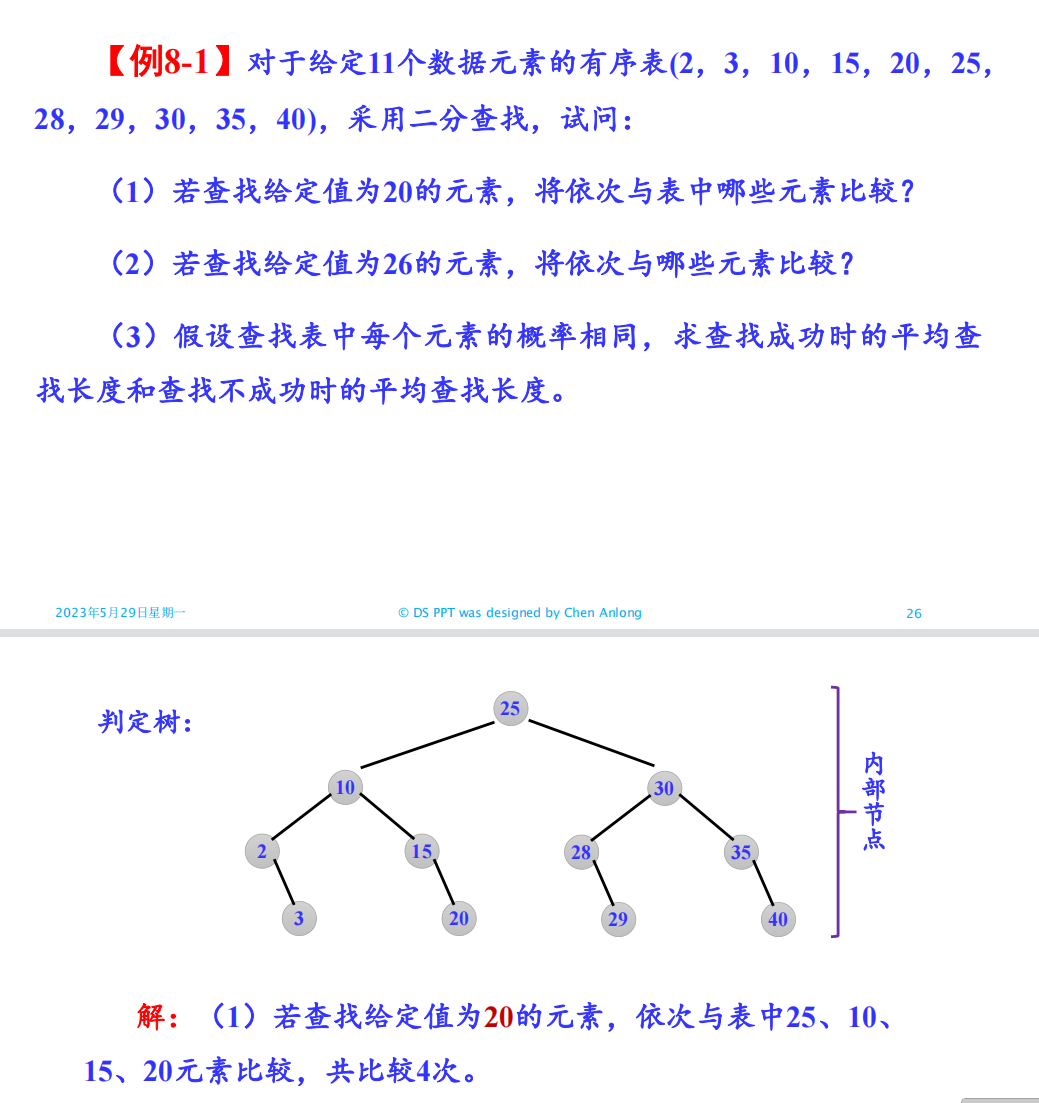 【例8-1】对于给定11个数据元素的有序表(2，3，10，15，20，25，
28，29，30，35，40)，采用二分查找，试问：
（1）若查找给定值为20的元素，将依次与表中哪些元素比较？
（2）若查找给定值为26的元素，将依次与哪些元素比较？
（3）假设查找表中每个元素的概率相同，求查找成功时的平均查
找长度和查找不成功时的平均查找长度。
2023年5月29日星期一 © DS PPT was designed by Chen Anlong 26
判定树：
25
10 30
2 15 28 35
3 20 29 40
内部节点
解：（1）若查找给定值为20的元素，依次与表中25、10、
15、20元素比较，共比较4次。